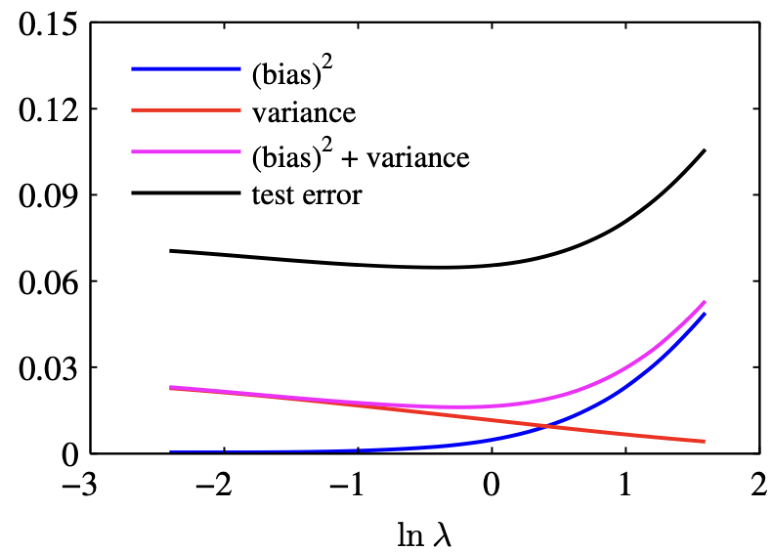 0.15
(bias)²
0.12
variance
(bias)² + variance
0.09
test error
0.06
0.03
0
−3 −2 −1 0 1 2
ln λ